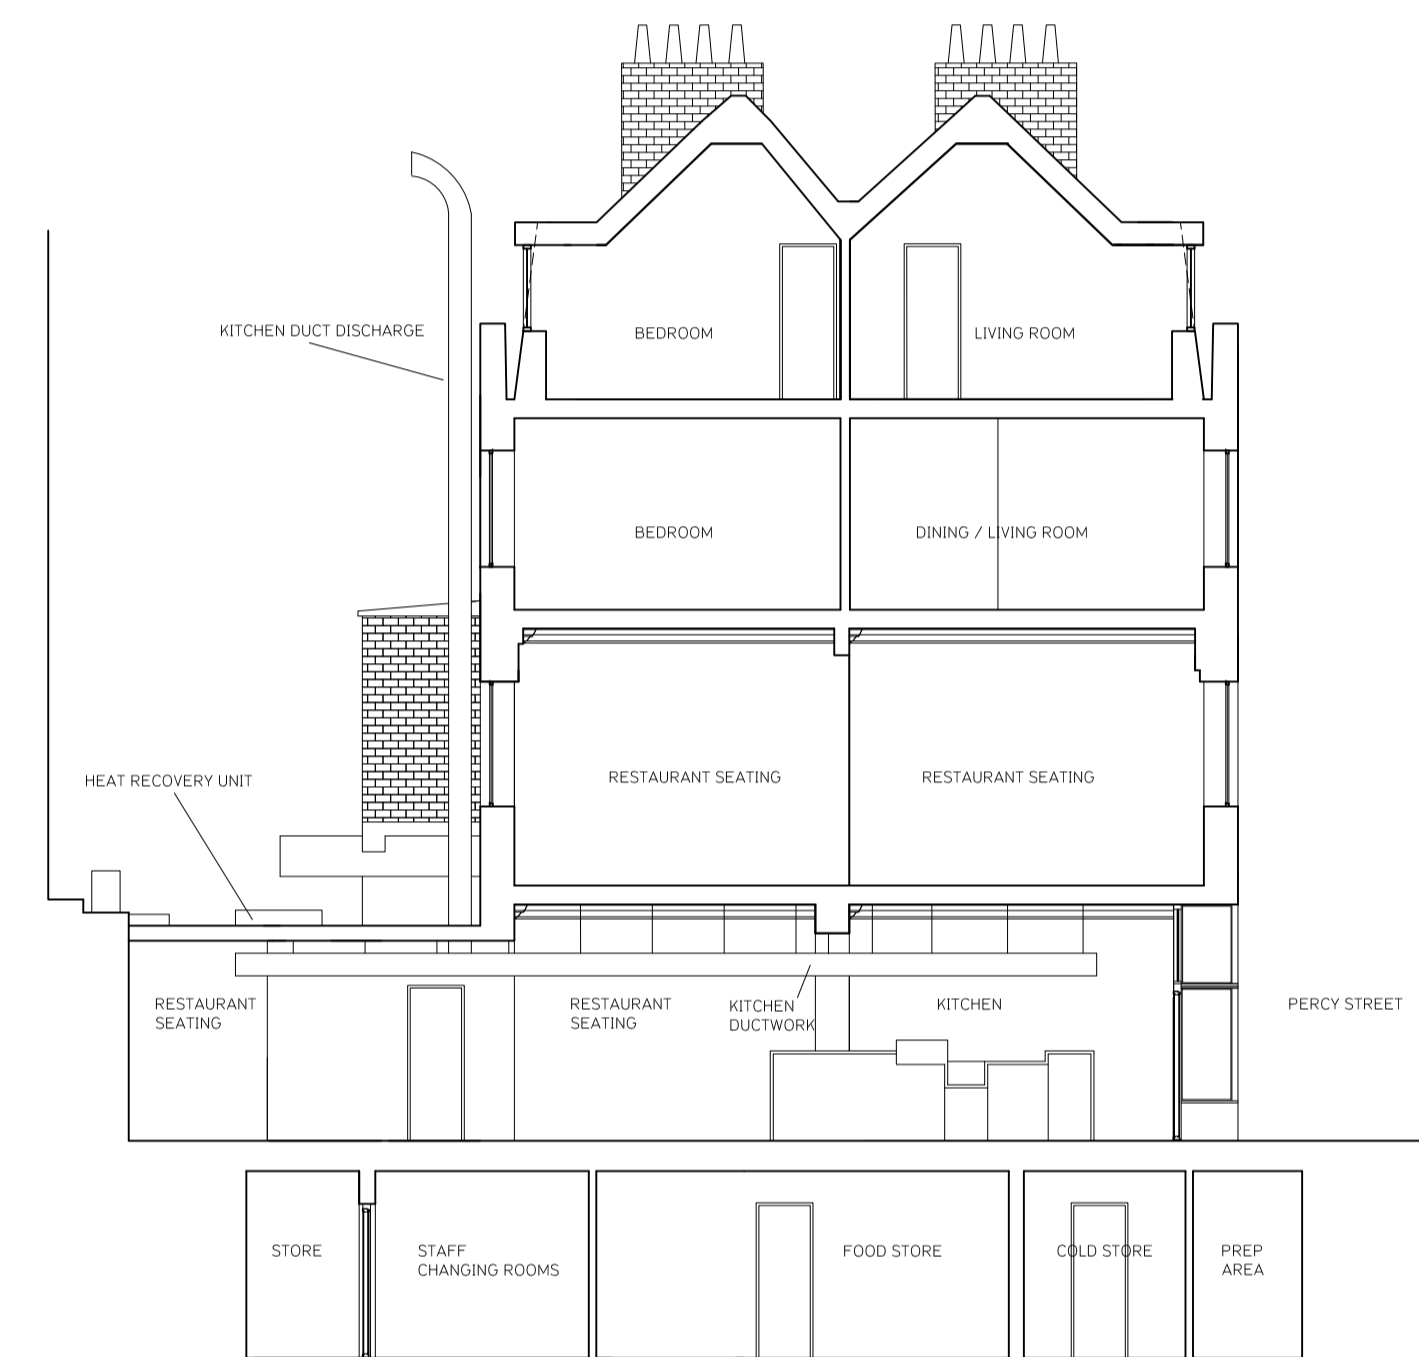 KITCHEN DUCT DISCHARGE
BEDROOM
LIVING ROOM
BEDROOM
DINING / LIVING ROOM
HEAT RECOVERY UNIT
RESTAURANT SEATING
RESTAURANT SEATING
RESTAURANT
SEATING
RESTAURANT
SEATING
KITCHEN
DUCTWORK
KITCHEN
PERCY STREET
STORE
STAFF
CHANGING ROOMS
FOOD STORE
COLD STORE
PREP
AREA